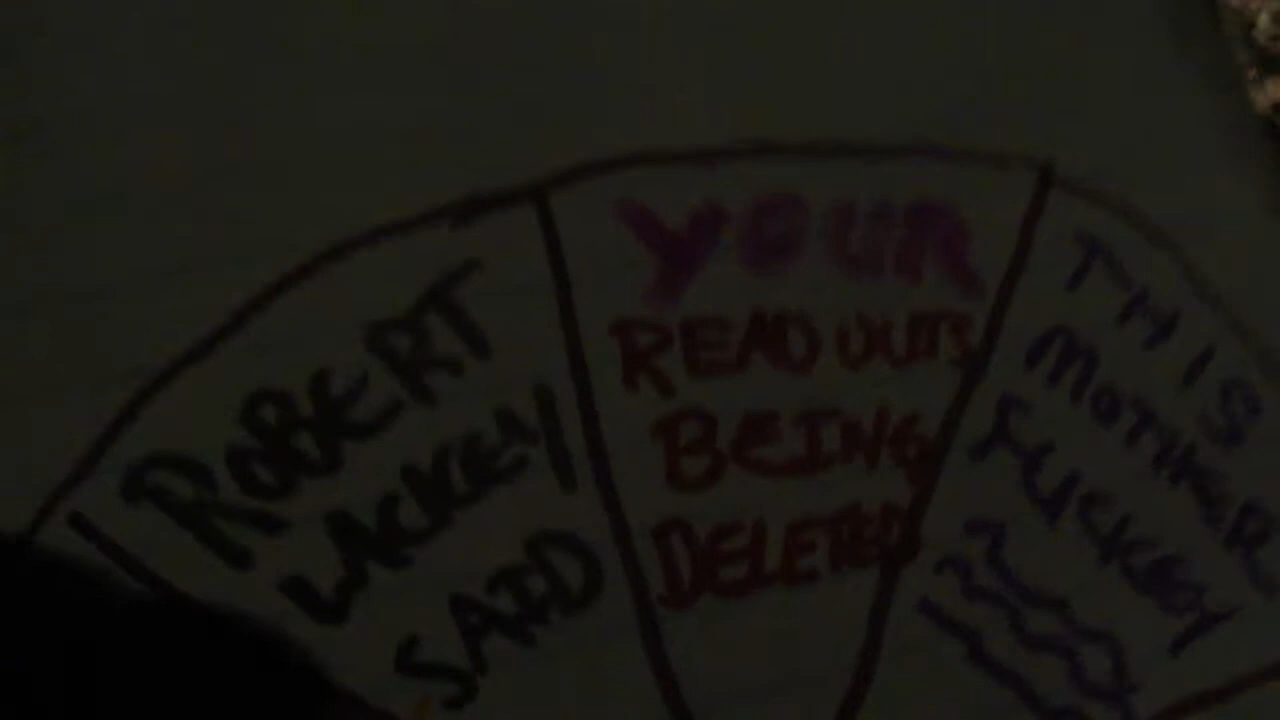 ROBERT
LACKEY
SAID
YOUR
READ OUTS
BEING
DELETED
THIS
MOTHER
FUCKER